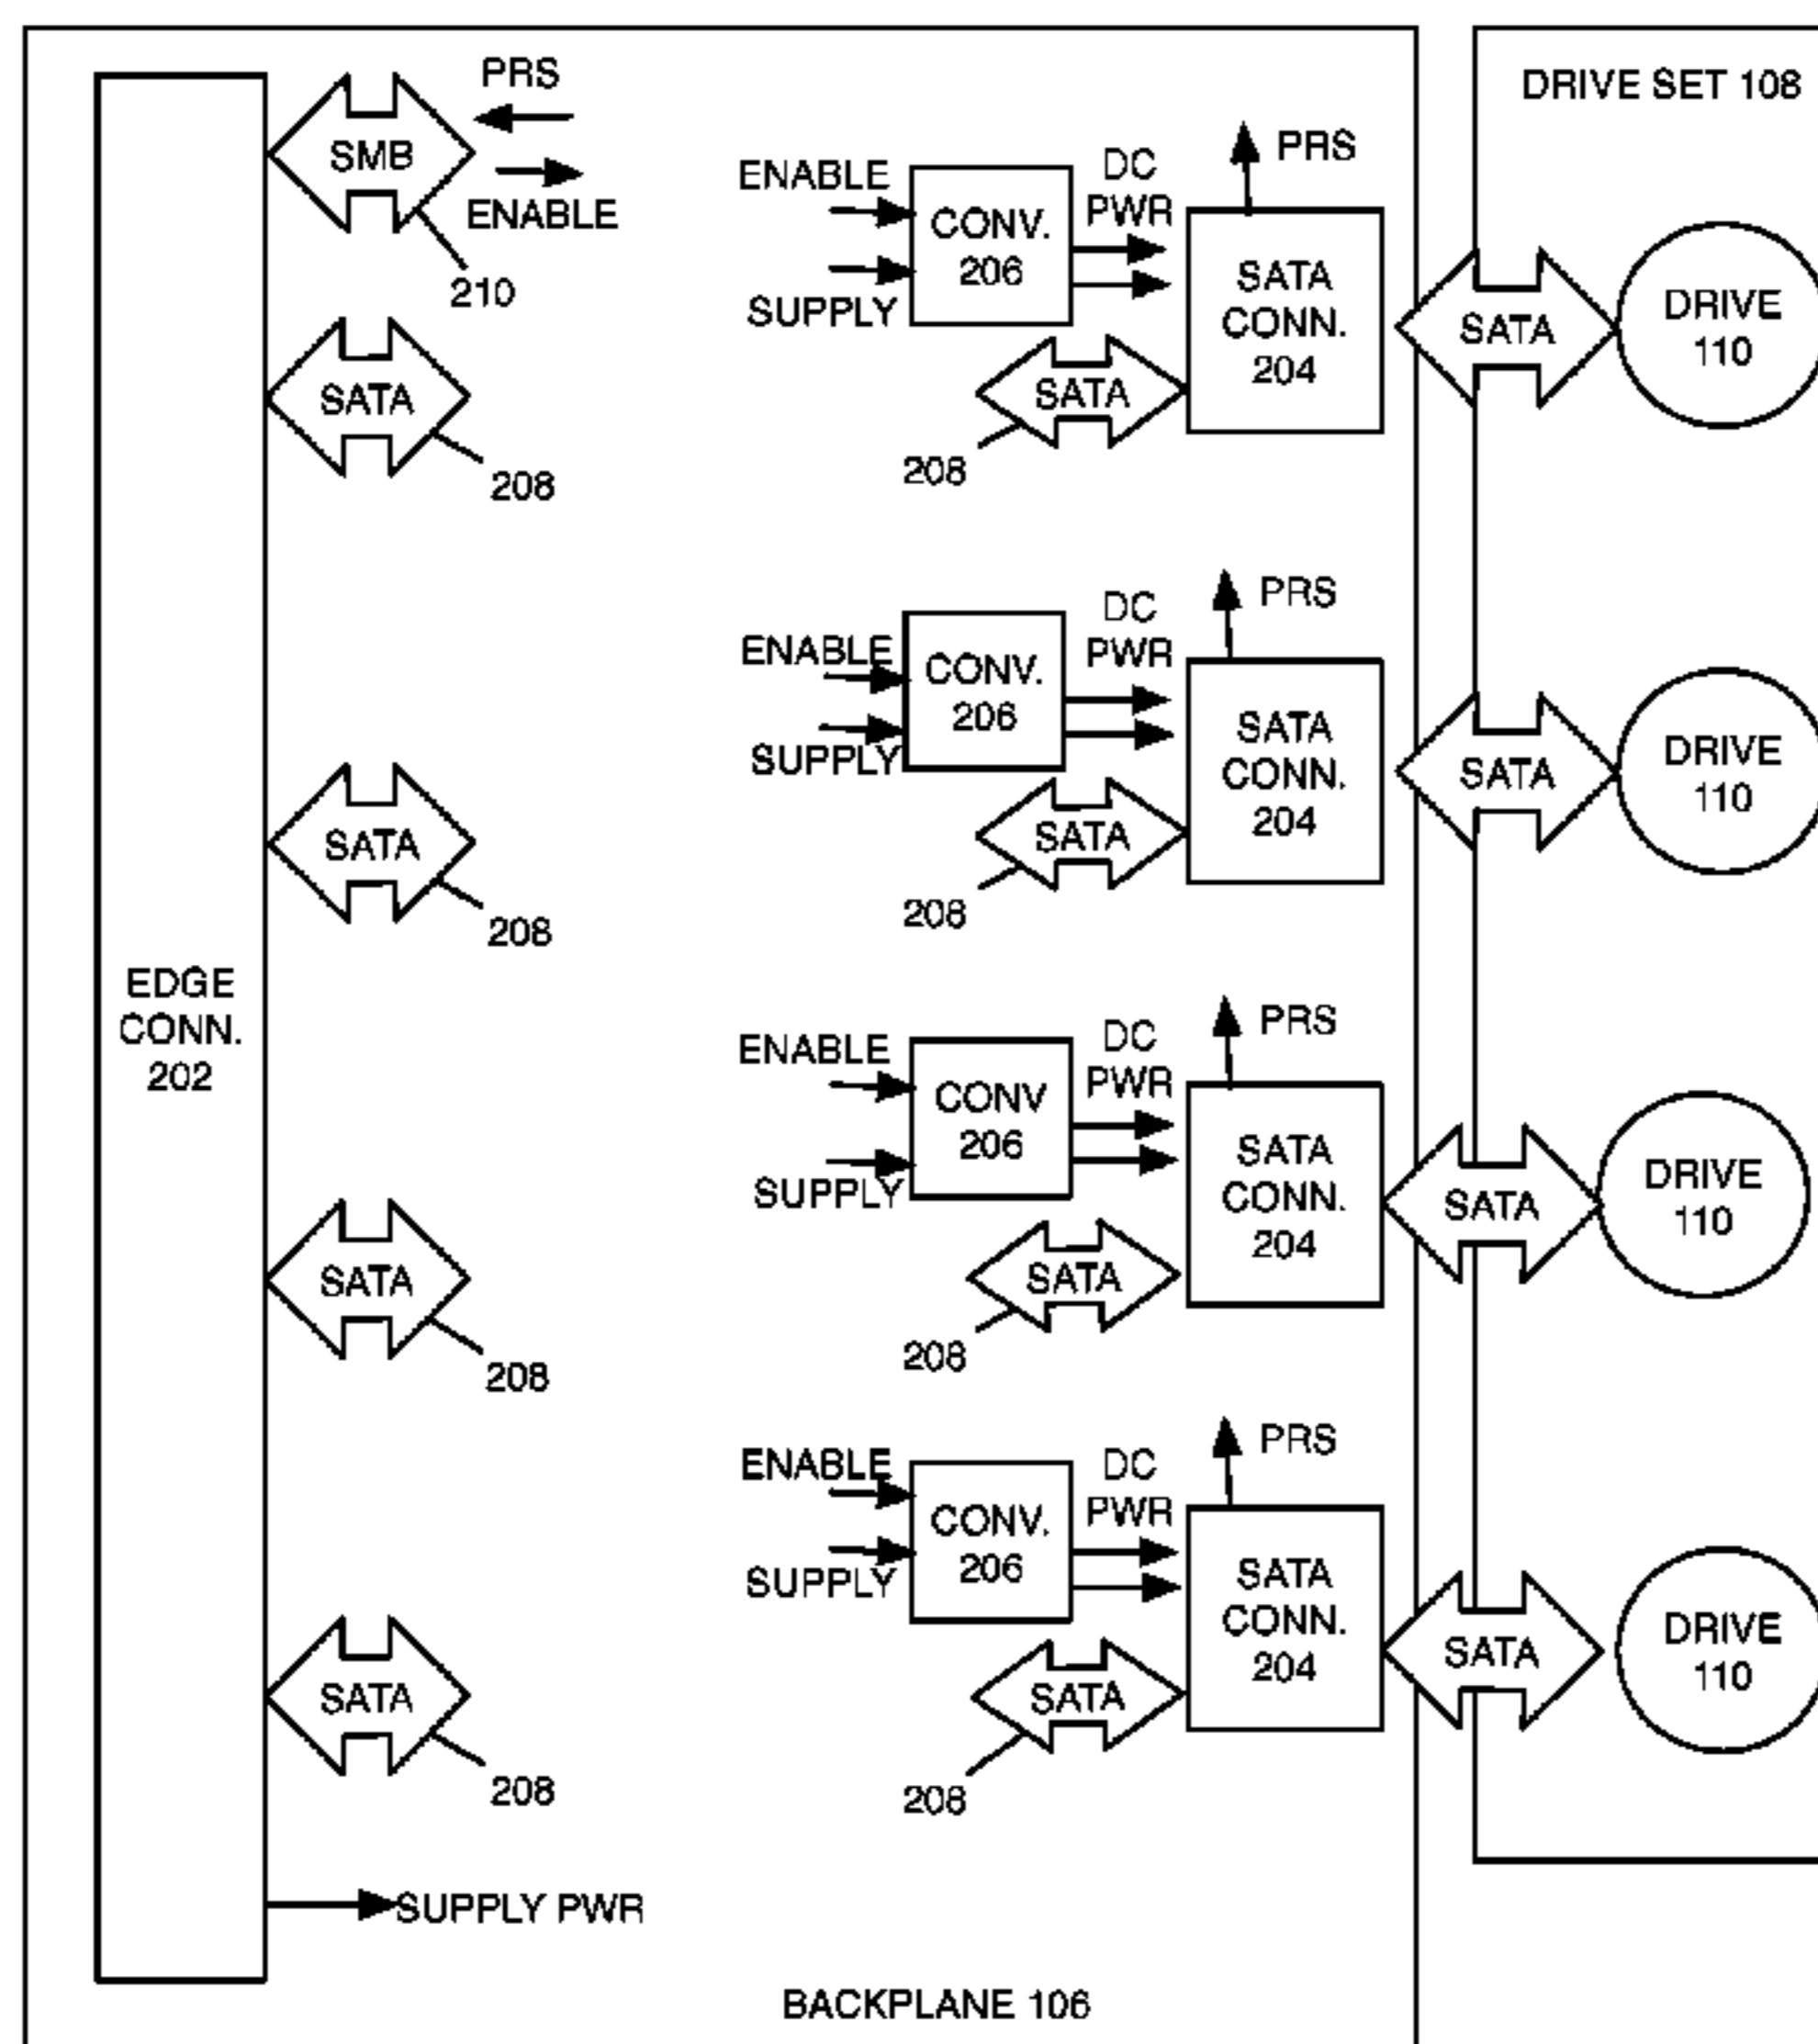 PRS
SMB
ENABLE
210
SATA
208
SATA
208
EDGE
CONN.
202
SATA
208
SATA
208
SUPPLY PWR
ENABLE
SUPPLY
CONV.
206
DC
PWR
PRS
SATA
CONN.
204
SATA
208
SATA
DRIVE SET 108
DRIVE
110
ENABLE
SUPPLY
CONV.
206
DC
PWR
PRS
SATA
CONN.
204
SATA
208
SATA
DRIVE
110
ENABLE
SUPPLY
CONV
206
DC
PWR
PRS
SATA
CONN.
204
SATA
208
SATA
DRIVE
110
ENABLE
SUPPLY
CONV.
206
DC
PWR
PRS
SATA
CONN.
204
SATA
208
SATA
DRIVE
110
BACKPLANE 106